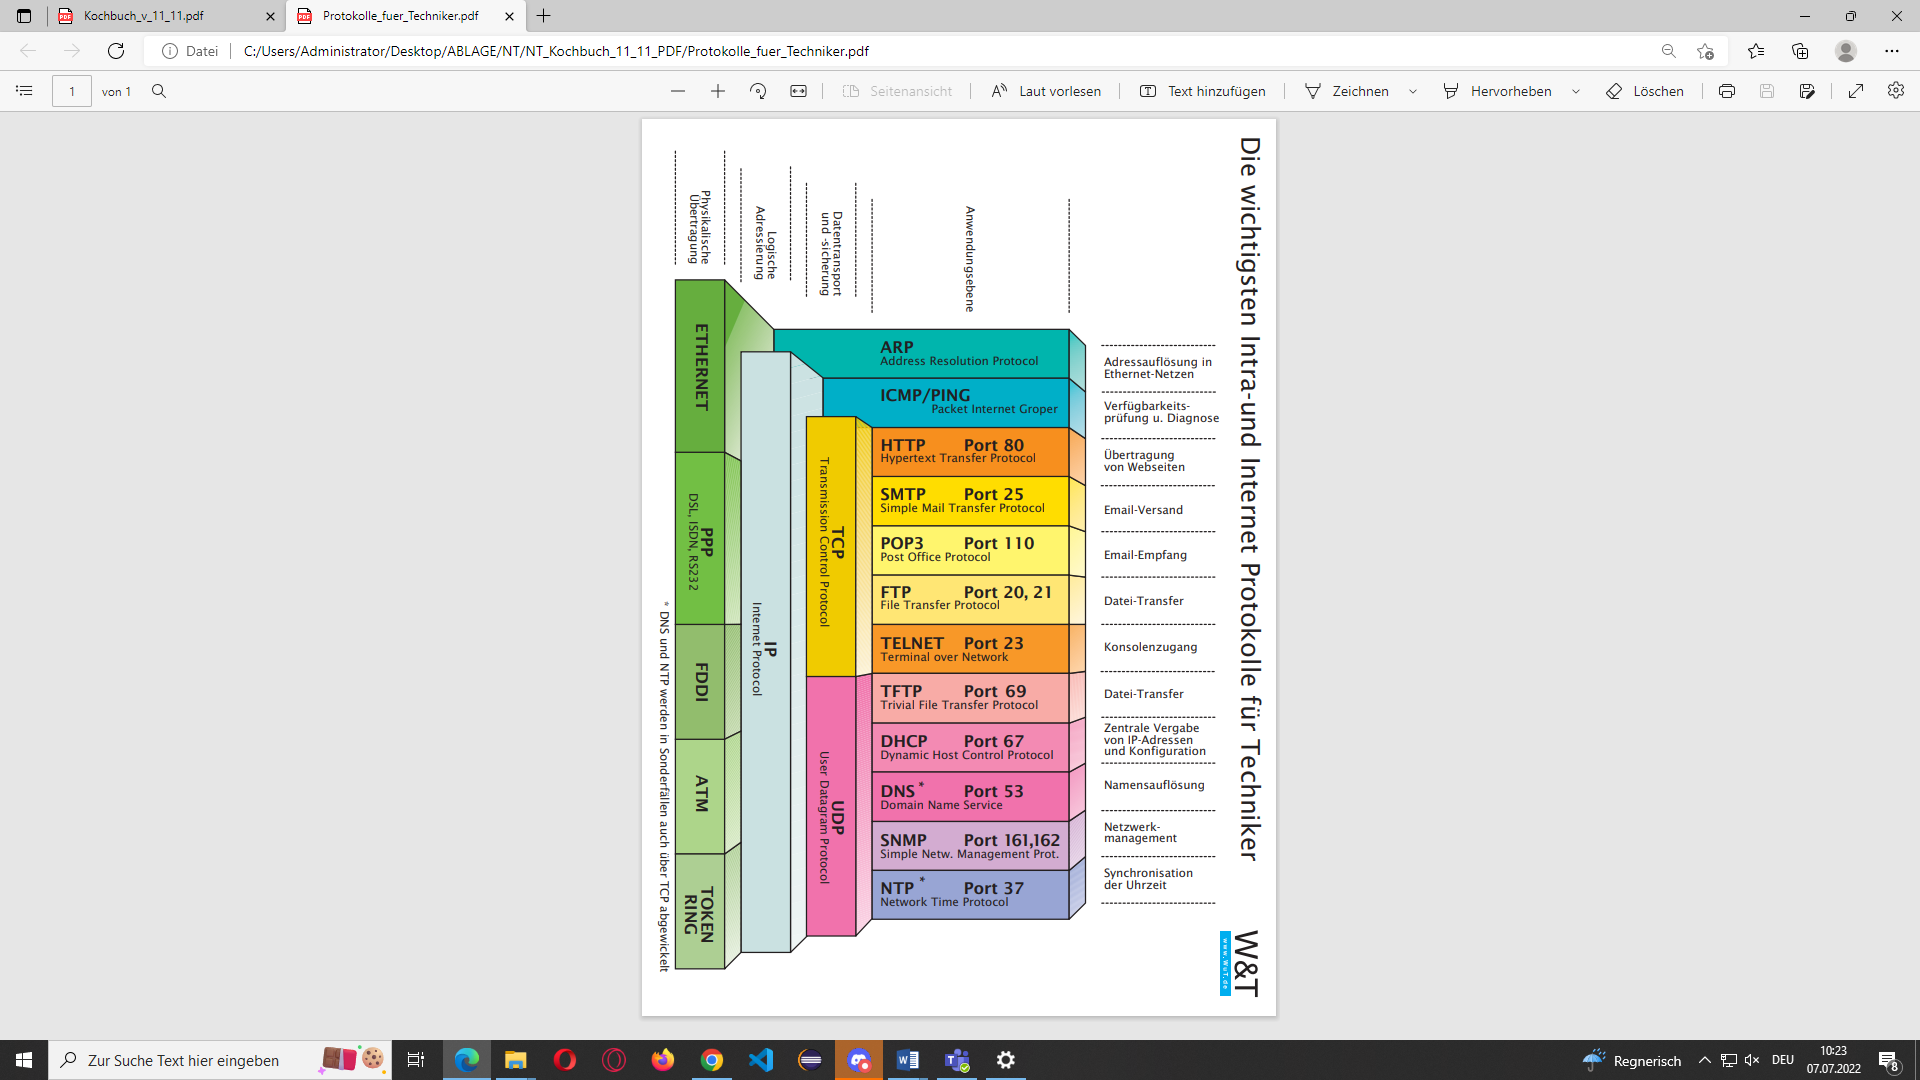 Kochbuch_v_11_11.pdf
Protokolle_fuer_Techniker.pdf
Datei
C:/Users/Administrator/Desktop/ABLAGE/NT/NT_Kochbuch_11_11_PDF/Protokolle_fuer_Techniker.pdf
1
von 1
Seitenansicht
Laut vorlesen
Text hinzufügen
Zeichnen
Hervorheben
Löschen
Die wichtigsten Intra-und Internet Protokolle für Techniker
Physikalische
Übertragung
Logische
Adressierung
Datentransport
und -sicherung
Anwendungsebene
ETHERNET
PPP
DSL, ISDN, RS232
FDDI
ATM
TOKEN
RING
IP
Internet Protocol
TCP
Transmission Control Protocol
UDP
User Datagram Protocol
ARP
Address Resolution Protocol
Adressauflösung in
Ethernet-Netzen
ICMP/PING
Packet Internet Groper
Verfügbarkeits-
prüfung u. Diagnose
HTTP Port 80
Hypertext Transfer Protocol
Übertragung
von Webseiten
SMTP Port 25
Simple Mail Transfer Protocol
Email-Versand
POP3 Port 110
Post Office Protocol
Email-Empfang
FTP Port 20, 21
File Transfer Protocol
Datei-Transfer
TELNET Port 23
Terminal over Network
Konsolenzugang
TFTP Port 69
Trivial File Transfer Protocol
Datei-Transfer
DHCP Port 67
Dynamic Host Control Protocol
Zentrale Vergabe
von IP-Adressen
und Konfiguration
DNS * Port 53
Domain Name Service
Namensauflösung
SNMP Port 161,162
Simple Netw. Management Prot.
Netzwerk-
management
NTP * Port 37
Network Time Protocol
Synchronisation
der Uhrzeit
* DNS und NTP werden in Sonderfällen auch über TCP abgewickelt
W&T
www.WuT.de
Zur Suche Text hier eingeben
Regnerisch
DEU
10:23
07.07.2022
8